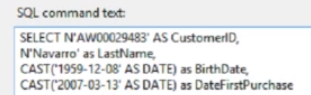 SQL command text:
SELECT N'AW00029483' AS CustomerID,
N'Navarro' as LastName,
CAST('1959-12-08' AS DATE) as BirthDate,
CAST('2007-03-13' AS DATE) as DateFirstPurchase